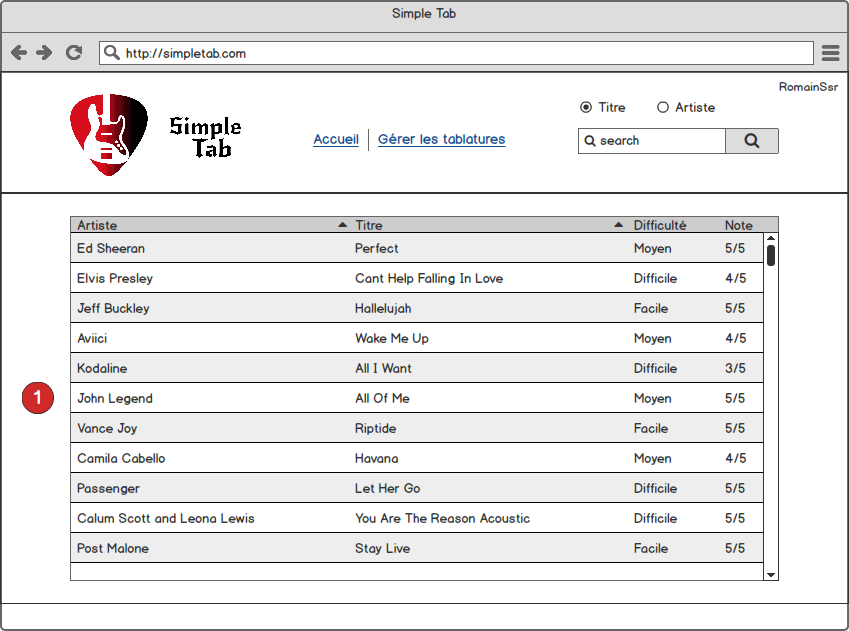 Simple Tab
http://simpletab.com
RomainSsr
Titre Artiste
Simple
Tab
Accueil Gérer les tablatures
search
Artiste Titre Difficulté Note
Ed Sheeran Perfect Moyen 5/5
Elvis Presley Cant Help Falling In Love Difficile 4/5
Jeff Buckley Hallelujah Facile 5/5
Aviici Wake Me Up Moyen 4/5
Kodaline All I Want Difficile 3/5
1
John Legend All Of Me Moyen 5/5
Vance Joy Riptide Facile 5/5
Camila Cabello Havana Moyen 4/5
Passenger Let Her Go Difficile 5/5
Calum Scott and Leona Lewis You Are The Reason Acoustic Difficile 5/5
Post Malone Stay Live Facile 5/5